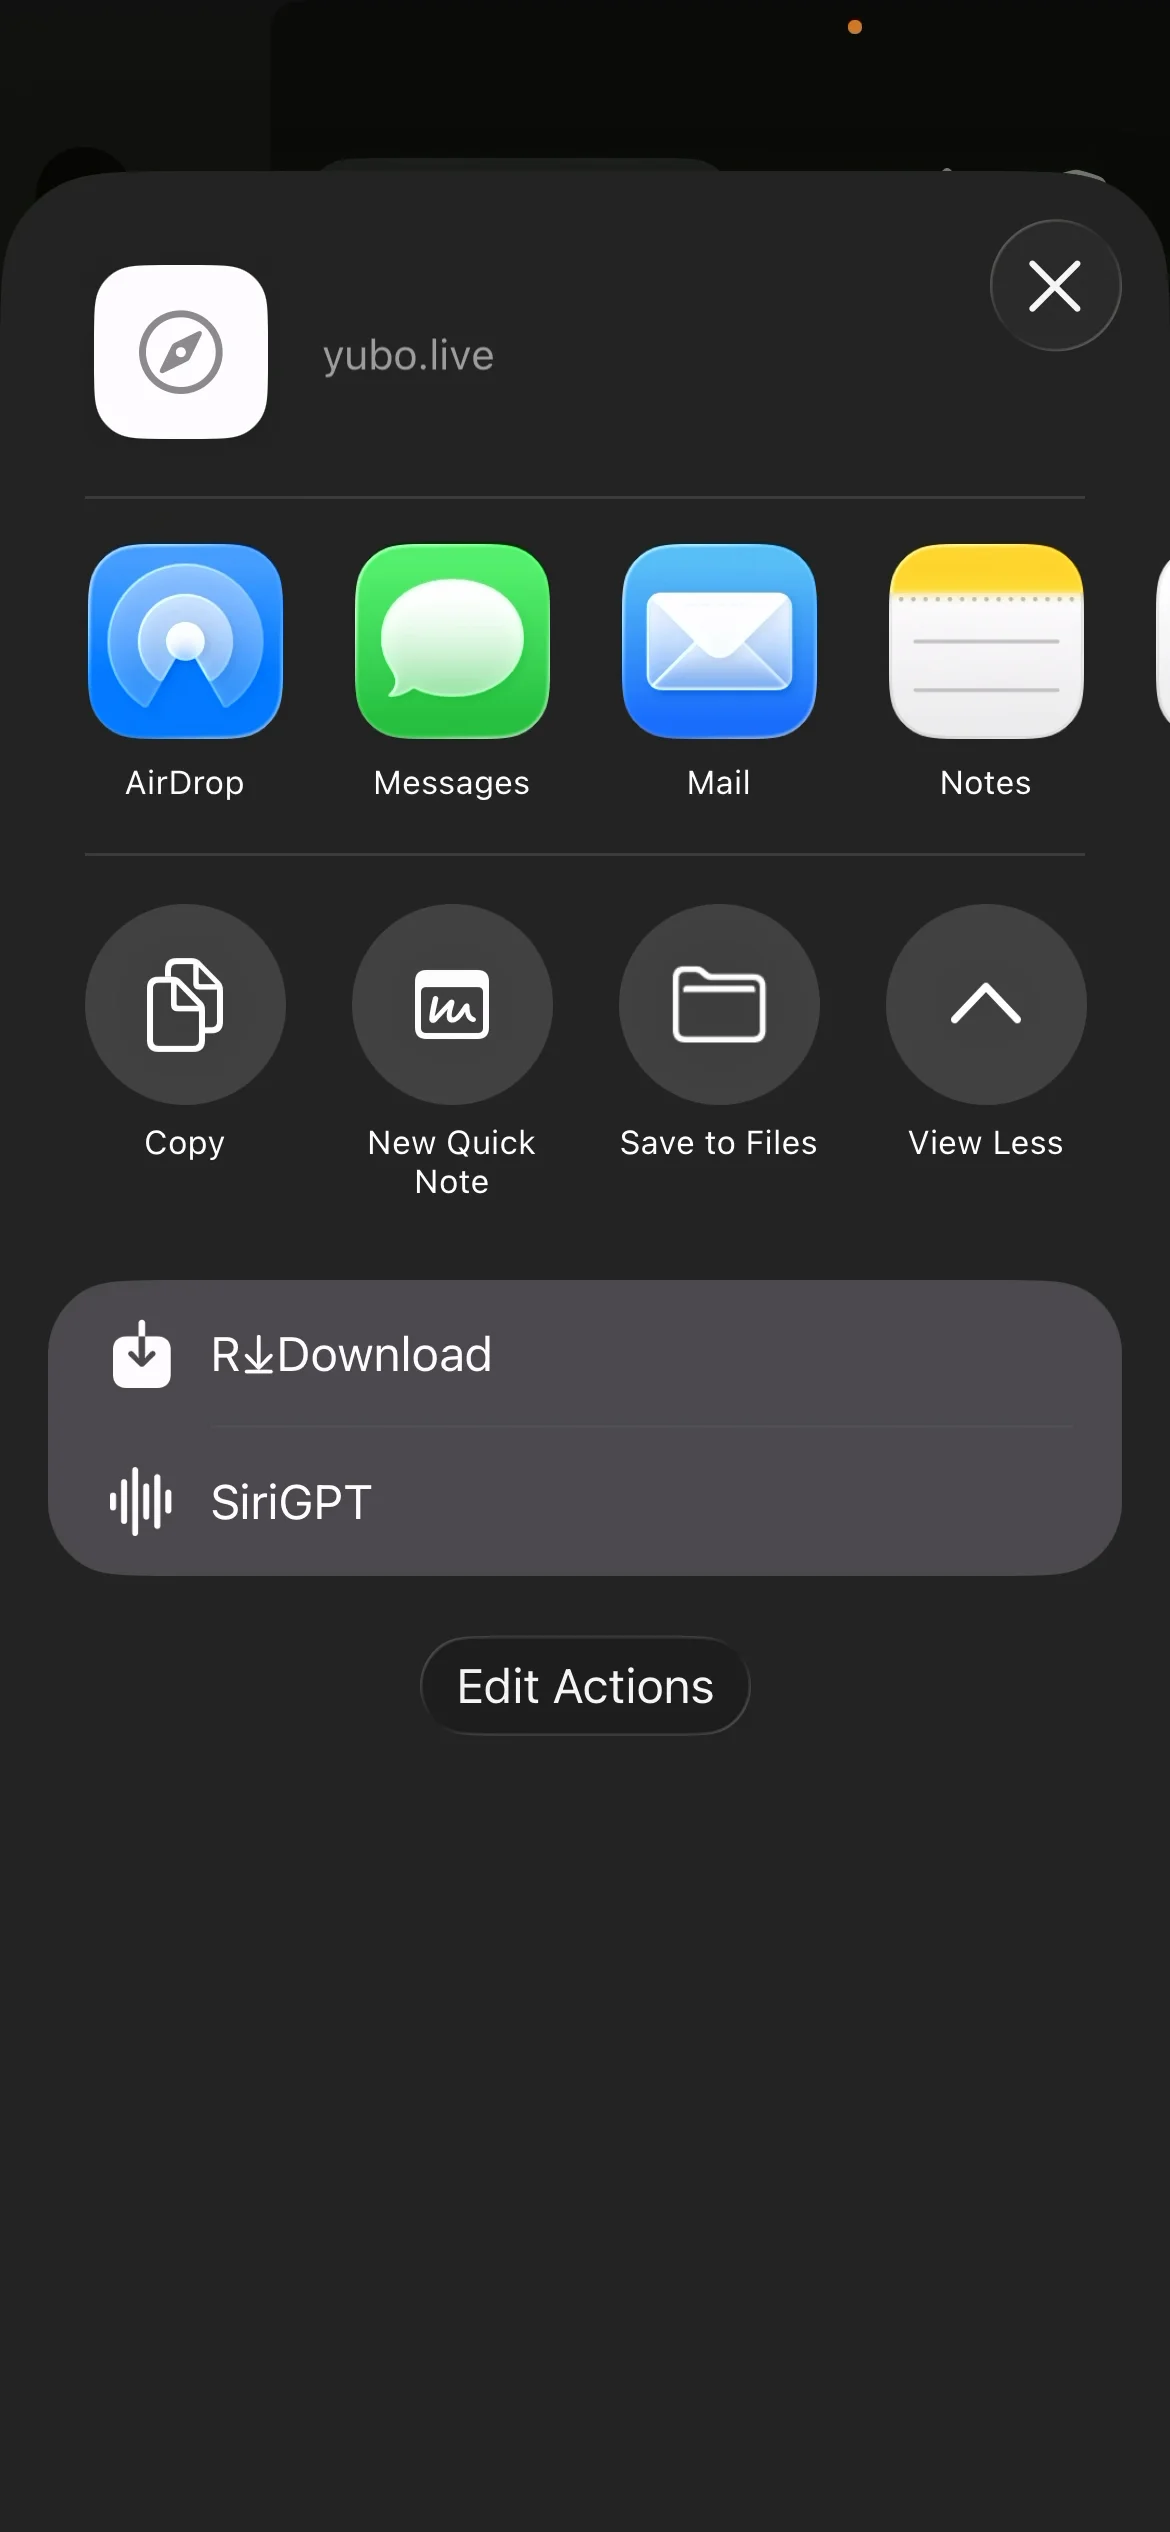 yubo.live
AirDrop
Messages
Mail
Notes
Copy
New Quick
Note
Save to Files
View Less
R↓Download
SiriGPT
Edit Actions